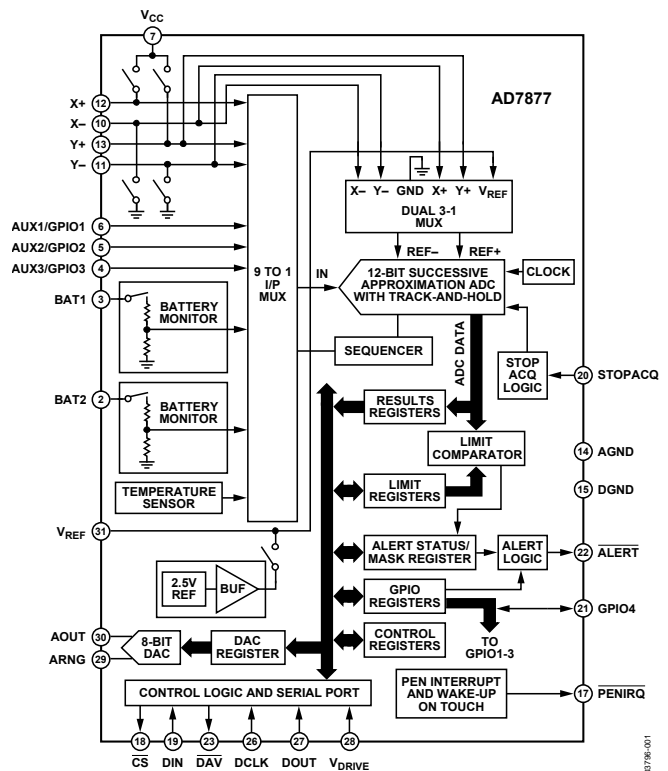 VCC
7
AD7877
X+
12
X–
10
Y+
13
Y–
11
X– Y– GND X+ Y+ VREF
DUAL 3-1
MUX
REF– REF+
AUX1/GPIO1
6
AUX2/GPIO2
5
AUX3/GPIO3
4
9 TO 1
I/P
MUX
IN
12-BIT SUCCESSIVE
APPROXIMATION ADC
WITH TRACK-AND-HOLD
CLOCK
BAT1
3
BATTERY
MONITOR
SEQUENCER
ADC DATA
STOP
ACQ
LOGIC
20
STOPACQ
BAT2
2
BATTERY
MONITOR
RESULTS
REGISTERS
LIMIT
COMPARATOR
14
AGND
LIMIT
REGISTERS
15
DGND
TEMPERATURE
SENSOR
VREF
31
ALERT STATUS/
MASK REGISTER
ALERT
LOGIC
22
ALERT
2.5V
REF
BUF
GPIO
REGISTERS
21
GPIO4
TO
GPIO1-3
AOUT
30
ARNG
29
8-BIT
DAC
DAC
REGISTER
CONTROL
REGISTERS
CONTROL LOGIC AND SERIAL PORT
PEN INTERRUPT
AND WAKE-UP
ON TOUCH
17
PENIRQ
18 19 23 26 27 28
CS DIN DAV DCLK DOUT VDRIVE
03796-001